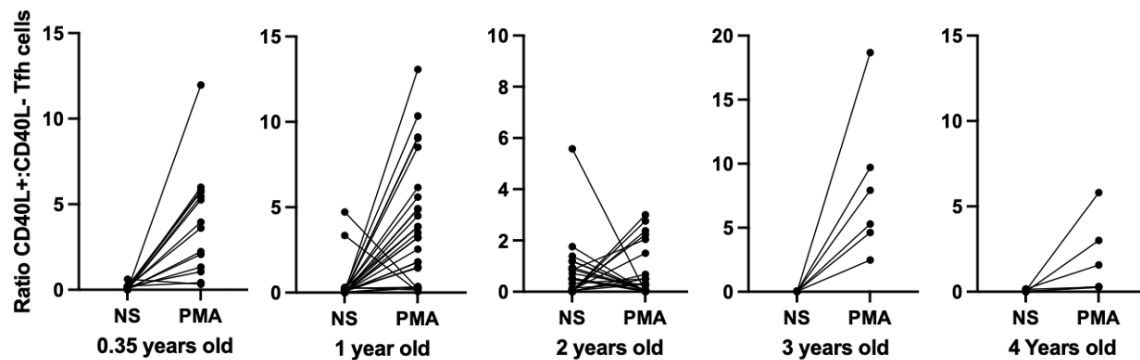 Ratio CD40L+:CD40L- Tfh cells
15
10
5
0
NS PMA
0.35 years old
15
10
5
0
NS PMA
1 year old
10
8
6
4
2
0
NS PMA
2 years old
20
15
10
5
0
NS PMA
3 years old
15
10
5
0
NS PMA
4 Years old